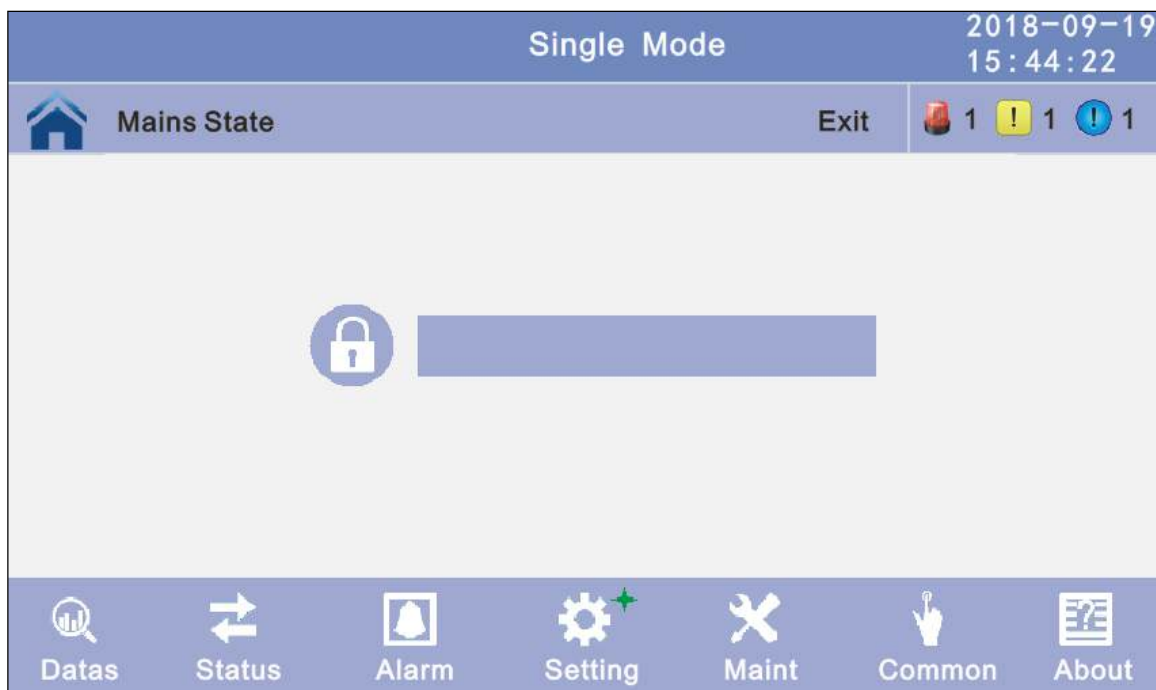 Single Mode
2018-09-19
15:44:22
Mains State
Exit
1
1
1
Datas
Status
Alarm
Setting
Maint
Common
About